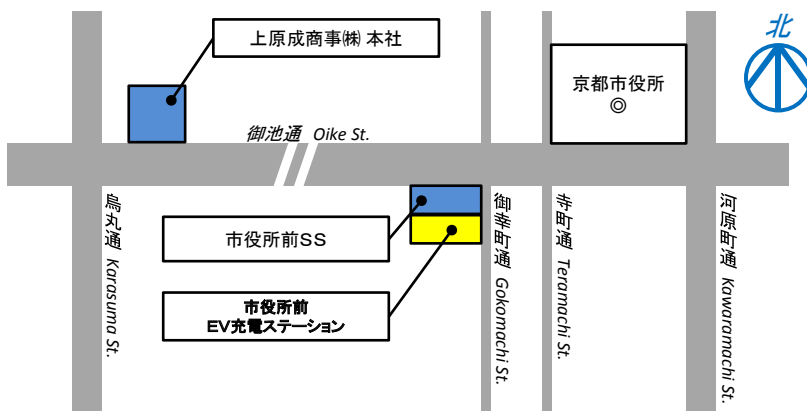 上原成商事㈱ 本社
北
京都市役所
◎
御池通 Oike St.
市役所前SS
市役所前
EV充電ステーション
烏丸通 Karasuma St.
御幸町通 Gokomachi St.
寺町通 Teramachi St.
河原町通 Kawaramachi St.